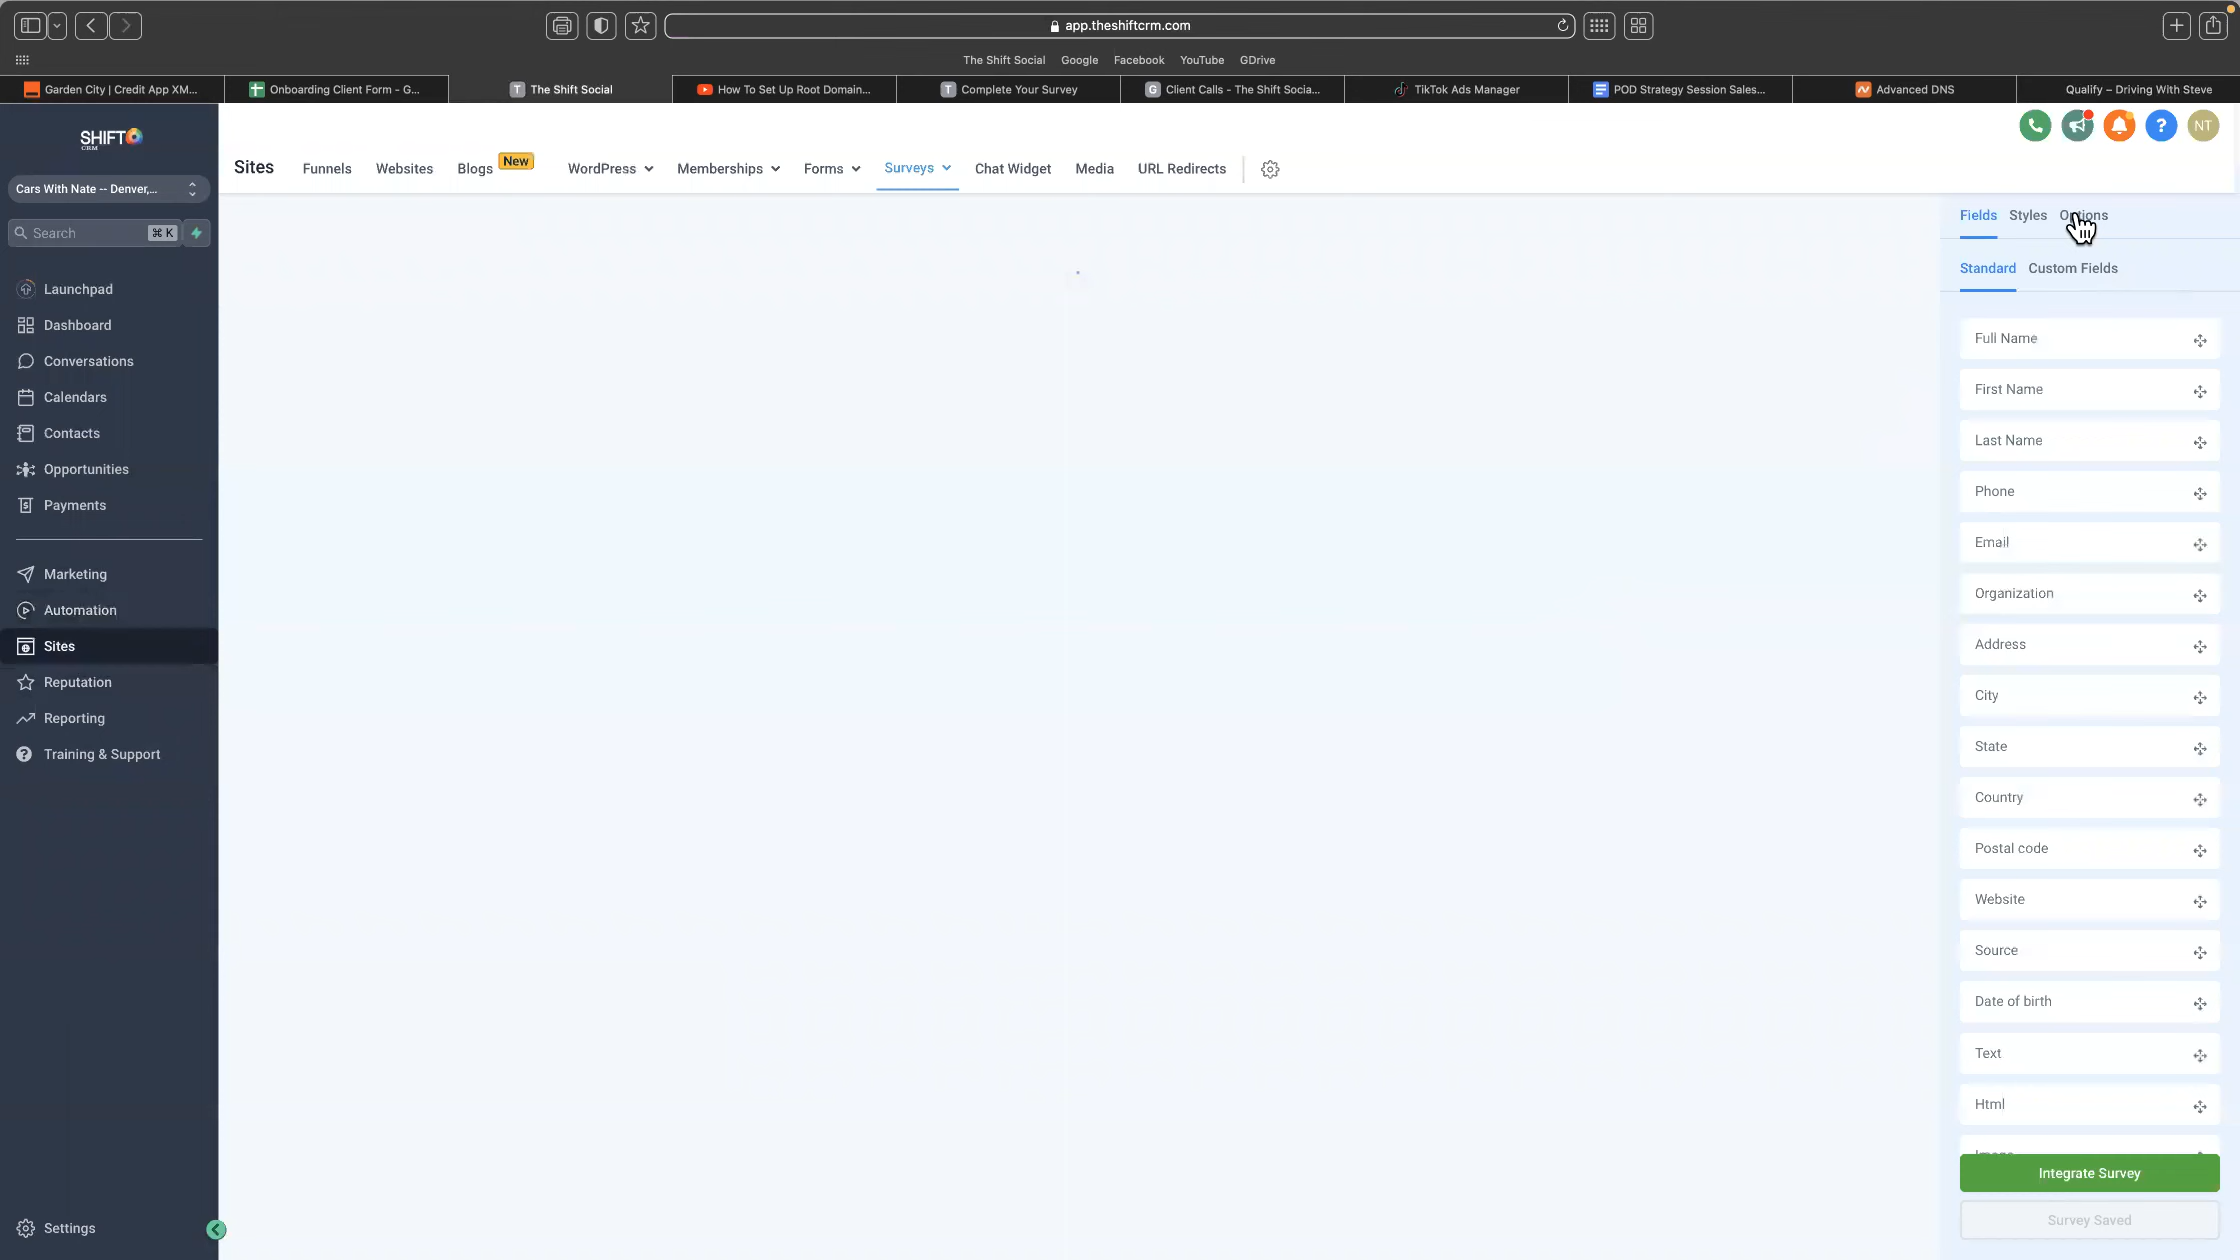 app.theshiftcrm.com
The Shift Social Google Facebook YouTube GDrive
Garden City | Credit App XM...
Onboarding Client Form - G...
The Shift Social
How To Set Up Root Domain...
Complete Your Survey
Client Calls - The Shift Socia...
TikTok Ads Manager
POD Strategy Session Sales...
Advanced DNS
Qualify – Driving With Steve
SHIFT
CRM
Cars With Nate -- Denver,...
Search ⌘ K
Launchpad
Dashboard
Conversations
Calendars
Contacts
Opportunities
Payments
Marketing
Automation
Sites
Reputation
Reporting
Training & Support
Settings
NT
Sites Funnels Websites Blogs New WordPress Memberships Forms Surveys Chat Widget Media URL Redirects
Fields Styles Options
Standard Custom Fields
Full Name
First Name
Last Name
Phone
Email
Organization
Address
City
State
Country
Postal code
Website
Source
Date of birth
Text
Html
Integrate Survey
Survey Saved